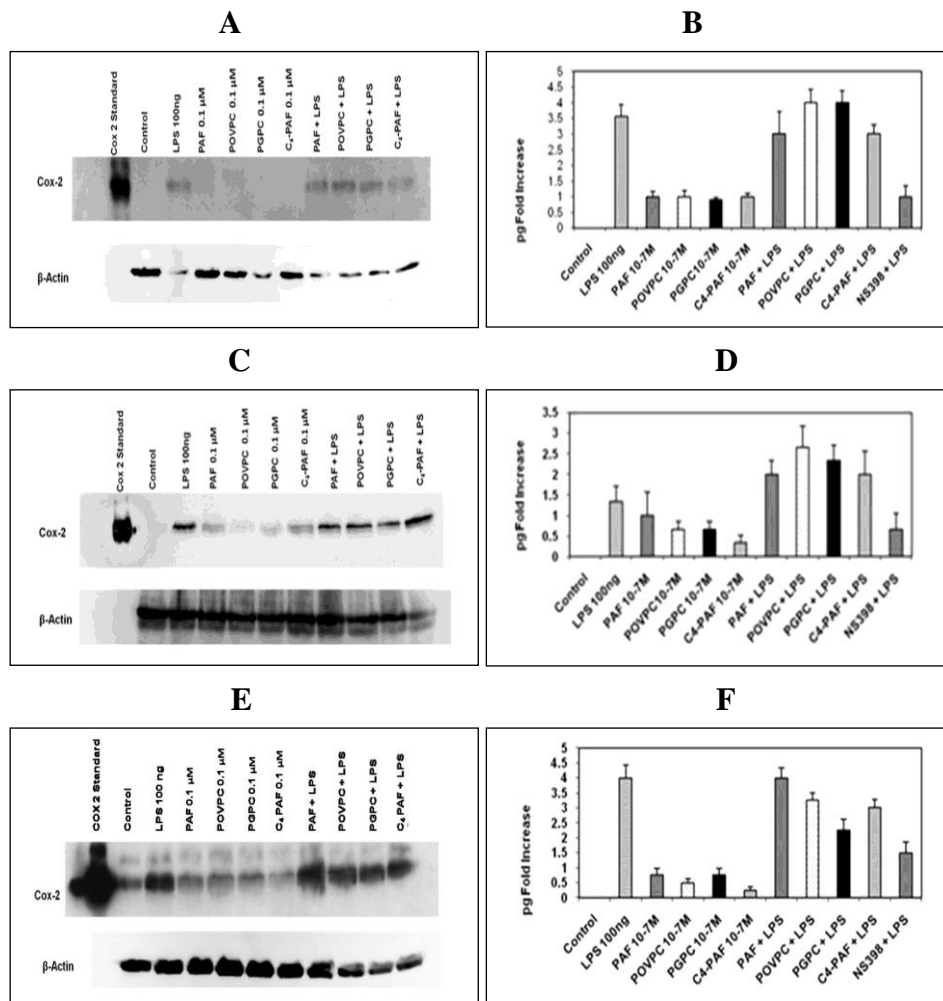 A
Cox 2 Standard
Control
LPS 100ng
PAF 0.1 µM
POVPC 0.1 µM
PGPC 0.1 µM
C₄-PAF 0.1 µM
PAF + LPS
POVPC + LPS
PGPC + LPS
C₄-PAF + LPS
Cox-2
β-Actin
B
pg Fold Increase
5
4.5
4
3.5
3
2.5
2
1.5
1
0.5
0
Control
LPS 100ng
PAF 10-7M
POVPC 10-7M
PGPC10-7M
C4-PAF 10-7M
PAF + LPS
POVPC + LPS
PGPC + LPS
C4-PAF + LPS
NS398 + LPS
C
Cox 2 Standard
Control
LPS 100ng
PAF 0.1 µM
POVPC 0.1 µM
PGPC 0.1 µM
C₄-PAF 0.1 µM
PAF + LPS
POVPC + LPS
PGPC + LPS
C₄-PAF + LPS
Cox-2
β-Actin
D
pg Fold Increase
3.5
3
2.5
2
1.5
1
0.5
0
Control
LPS 100ng
PAF 10-7M
POVPC 10-7M
PGPC 10-7M
C4-PAF 10-7M
PAF + LPS
POVPC + LPS
PGPC + LPS
C4-PAF + LPS
NS398 + LPS
E
COX 2 Standard
Control
LPS 100 ng
PAF 0.1 µM
POVPC 0.1 µM
PGPC 0.1 µM
C₄PAF 0.1 µM
PAF + LPS
POVPC + LPS
PGPC + LPS
C₄PAF + LPS
Cox-2
β-Actin
F
pg Fold Increase
5
4.5
4
3.5
3
2.5
2
1.5
1
0.5
0
Control
LPS 100ng
PAF 10-7M
POVPC 10-7M
PGPC 10-7M
C4-PAF 10-7M
PAF + LPS
POVPC + LPS
PGPC + LPS
C4-PAF + LPS
NS398 + LPS